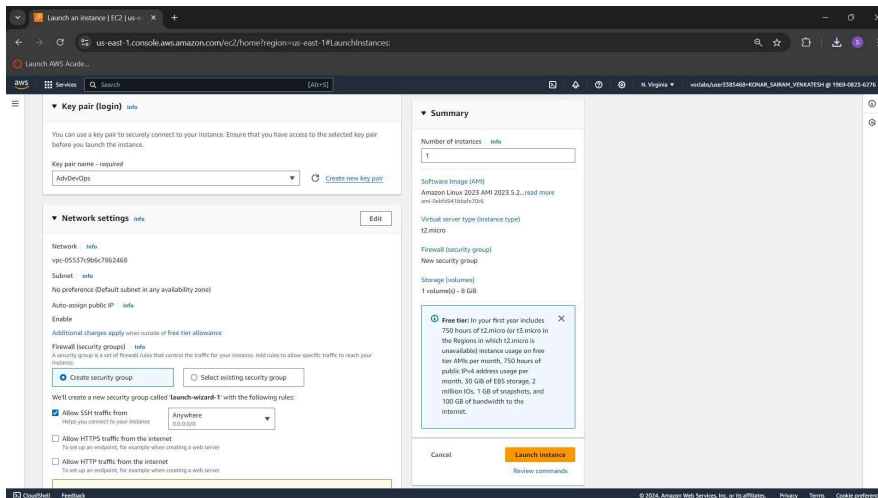 Launch an instance | EC2 | us-e
us-east-1.console.aws.amazon.com/ec2/home?region=us-east-1#LaunchInstances:
S
Launch AWS Acade...
aws
Services
Search
[Alt+S]
N. Virginia
voclabs/user3385468=KONAR_SAIRAM_VENKATESH @ 1969-0823-6276
Key pair (login) Info
You can use a key pair to securely connect to your instance. Ensure that you have access to the selected key pair
before you launch the instance.
Key pair name - required
AdvDevOps
Create new key pair
Network settings Info
Edit
Network Info
vpc-05537c9b6c7862468
Subnet Info
No preference (Default subnet in any availability zone)
Auto-assign public IP Info
Enable
Additional charges apply when outside of free tier allowance
Firewall (security groups) Info
A security group is a set of firewall rules that control the traffic for your instance. Add rules to allow specific traffic to reach your
instance.
Create security group
Select existing security group
We'll create a new security group called 'launch-wizard-1' with the following rules:
Allow SSH traffic from
Helps you connect to your instance
Anywhere
0.0.0.0/0
Allow HTTPS traffic from the internet
To set up an endpoint, for example when creating a web server
Allow HTTP traffic from the internet
To set up an endpoint, for example when creating a web server
Summary
Number of instances Info
1
Software Image (AMI)
Amazon Linux 2023 AMI 2023.5.2...read more
ami-0ebfd941bbafe70c6
Virtual server type (instance type)
t2.micro
Firewall (security group)
New security group
Storage (volumes)
1 volume(s) - 8 GiB
Free tier: In your first year includes
750 hours of t2.micro (or t3.micro in
the Regions in which t2.micro is
unavailable) instance usage on free
tier AMIs per month, 750 hours of
public IPv4 address usage per
month, 30 GiB of EBS storage, 2
million IOs, 1 GB of snapshots, and
100 GB of bandwidth to the
internet.
Cancel
Launch instance
Review commands
CloudShell
Feedback
© 2024, Amazon Web Services, Inc. or its affiliates.
Privacy
Terms
Cookie preferenc